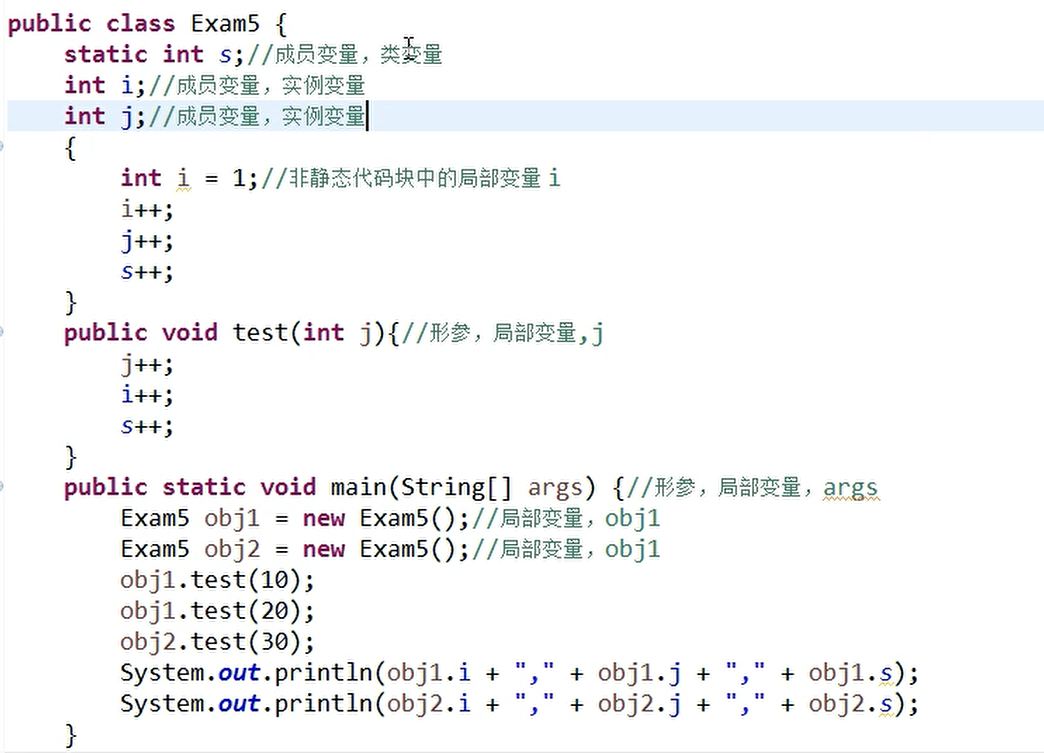 public class Exam5 {
    static int s;//成员变量，类变量
    int i;//成员变量，实例变量
    int j;//成员变量，实例变量
    {
        int i = 1;//非静态代码块中的局部变量 i
        i++;
        j++;
        s++;
    }
    public void test(int j){//形参，局部变量,j
        j++;
        i++;
        s++;
    }
    public static void main(String[] args) {//形参，局部变量，args
        Exam5 obj1 = new Exam5();//局部变量，obj1
        Exam5 obj2 = new Exam5();//局部变量，obj1
        obj1.test(10);
        obj1.test(20);
        obj2.test(30);
        System.out.println(obj1.i + "," + obj1.j + "," + obj1.s);
        System.out.println(obj2.i + "," + obj2.j + "," + obj2.s);
    }